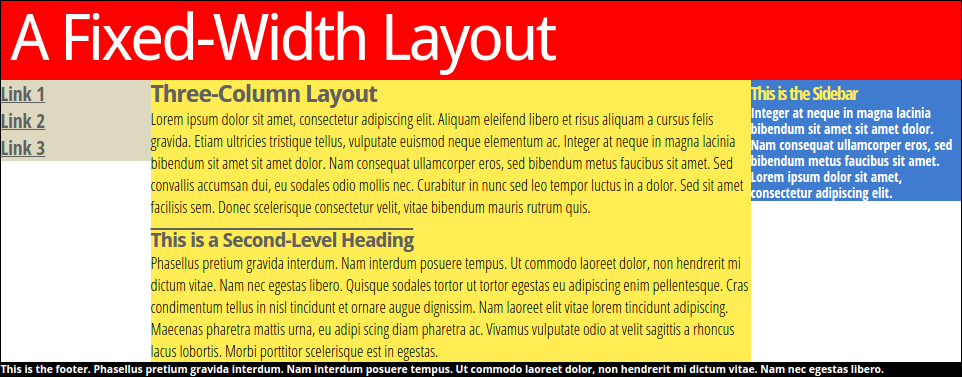 A Fixed-Width Layout
Link 1
Link 2
Link 3
Three-Column Layout
Lorem ipsum dolor sit amet, consectetur adipiscing elit. Aliquam eleifend libero et risus aliquam a cursus felis
gravida. Etiam ultricies tristique tellus, vulputate euismod neque elementum ac. Integer at neque in magna lacinia
bibendum sit amet sit amet dolor. Nam consequat ullamcorper eros, sed bibendum metus faucibus sit amet. Sed
convallis accumsan dui, eu sodales odio mollis nec. Curabitur in nunc sed leo tempor luctus in a dolor. Sed sit amet
facilisis sem. Donec scelerisque consectetur velit, vitae bibendum mauris rutrum quis.
This is a Second-Level Heading
Phasellus pretium gravida interdum. Nam interdum posuere tempus. Ut commodo laoreet dolor, non hendrerit mi
dictum vitae. Nam nec egestas libero. Quisque sodales tortor ut tortor egestas eu adipiscing enim pellentesque. Cras
condimentum tellus in nisl tincidunt et ornare augue dignissim. Nam laoreet elit vitae lorem tincidunt adipiscing.
Maecenas pharetra mattis urna, eu adipi scing diam pharetra ac. Vivamus vulputate odio at velit sagittis a rhoncus
lacus lobortis. Morbi porttitor scelerisque est in egestas.
This is the Sidebar
Integer at neque in magna lacinia
bibendum sit amet sit amet dolor.
Nam consequat ullamcorper eros, sed
bibendum metus faucibus sit amet.
Lorem ipsum dolor sit amet,
consectetur adipiscing elit.
This is the footer. Phasellus pretium gravida interdum. Nam interdum posuere tempus. Ut commodo laoreet dolor, non hendrerit mi dictum vitae. Nam nec egestas libero.